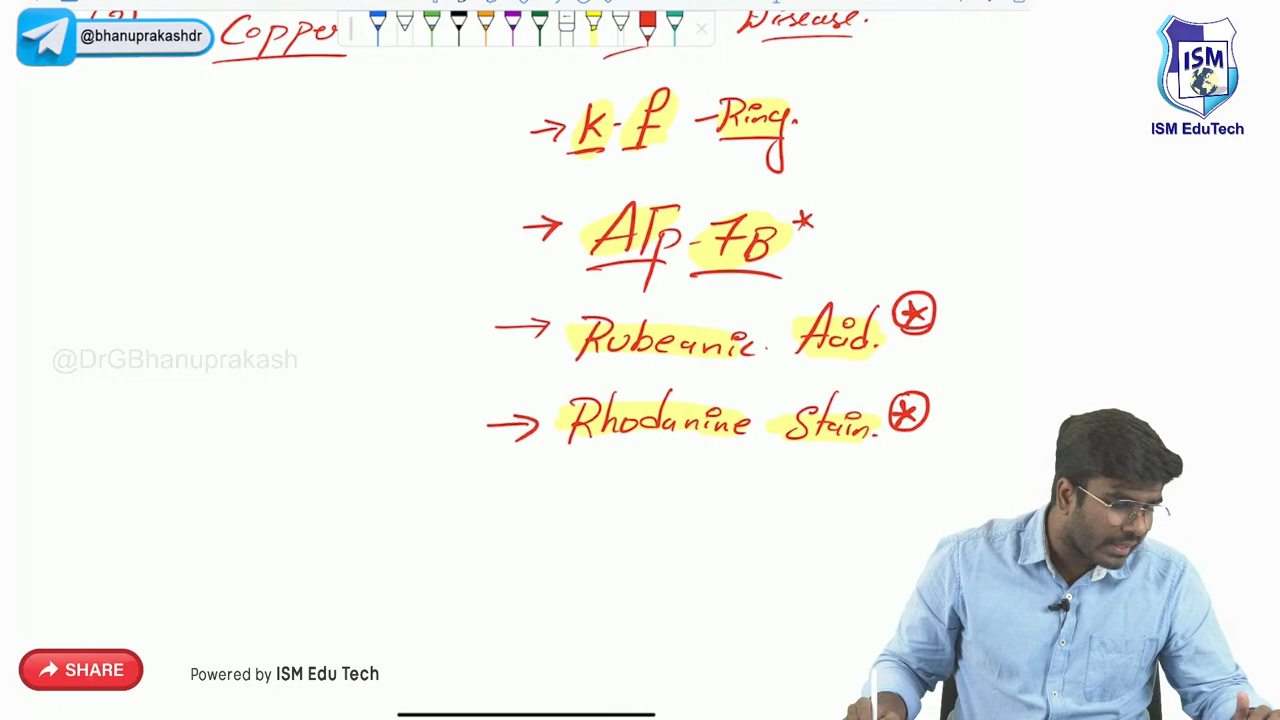 @bhanuprakashdr
Copper
Disease.
ISM
ISM EduTech
→ K-f -Ring.
→ ATP-7B *
→ Rubeanic Acid. *
@DrGBhanuprakash
→ Rhodanine Stain. *
SHARE
Powered by ISM Edu Tech